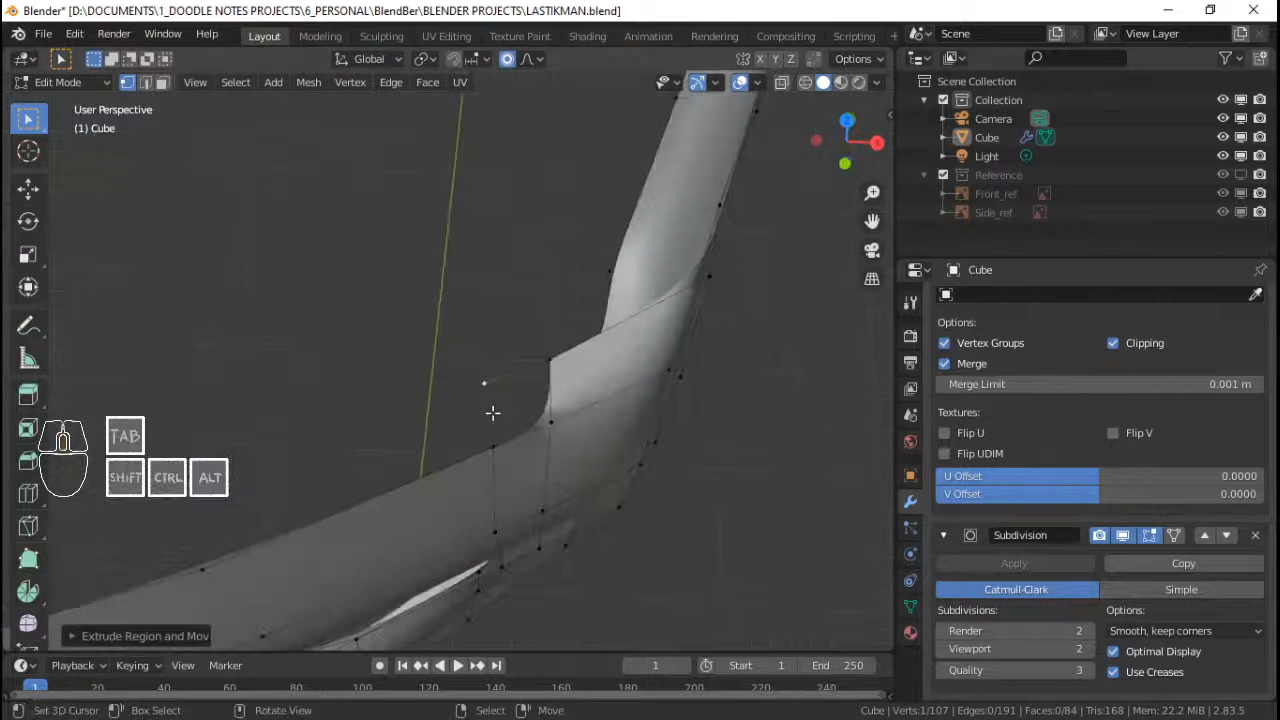 Blender* [D:\DOCUMENTS\1_DOODLE NOTES PROJECTS\6_PERSONAL\BlendBer\BLENDER PROJECTS\LASTIKMAN.blend]
File Edit Render Window Help Layout Modeling Sculpting UV Editing Texture Paint Shading Animation Rendering Compositing Scripting + Scene View Layer
Global X Y Z Options
Edit Mode View Select Add Mesh Vertex Edge Face UV
Scene Collection
Collection
Camera
Cube
Light
Reference
Front_ref
Side_ref
User Perspective
(1) Cube
Z
X
TAB
SHIFT CTRL ALT
Extrude Region and Mov
Cube
Options:
Vertex Groups Clipping
Merge
Merge Limit 0.001 m
Textures:
Flip U Flip V
Flip UDIM
U Offset 0.0000
V Offset 0.0000
Subdivision
Apply Copy
Catmull-Clark Simple
Subdivisions: Options:
Render 2 Smooth, keep corners
Viewport 2 Optimal Display
Quality 3 Use Creases
Playback Keying View Marker 1 Start 1 End 250
1 20 40 60 80 100 120 140 160 180 200 220 240
Set 3D Cursor Box Select Rotate View Select Move Cube | Verts:1/107 | Edges:0/191 | Faces:0/84 | Tris:168 | Mem: 22.2 MiB | 2.83.5